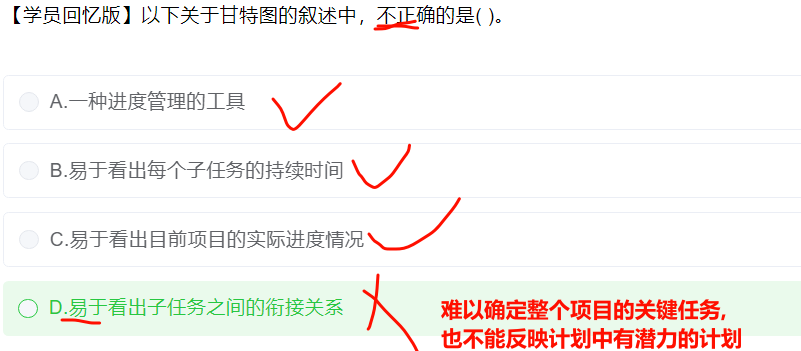 【学员回忆版】以下关于甘特图的叙述中，不正确的是( )。
A.一种进度管理的工具
B.易于看出每个子任务的持续时间
C.易于看出目前项目的实际进度情况
D.易于看出子任务之间的衔接关系
难以确定整个项目的关键任务,
也不能反映计划中有潜力的计划